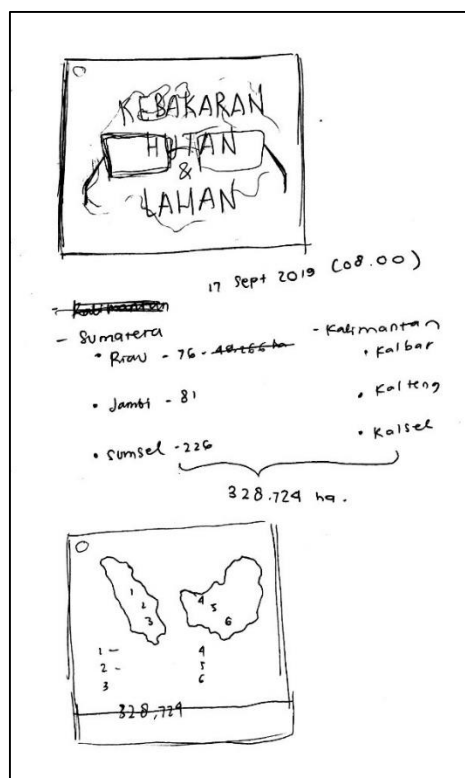 KEBAKARAN
HUTAN
&
LAHAN
17 Sept 2019 (08.00)
- Kalimantan
- Sumatera
• Riau - 76 -
• Jambi - 81
• Sumsel - 226
- Kalimantan
• Kalbar
• Kalteng
• Kalsel
328.724 ha.
1 2 3
4 5 6
1 -
2 -
3
4
5
6
328,724